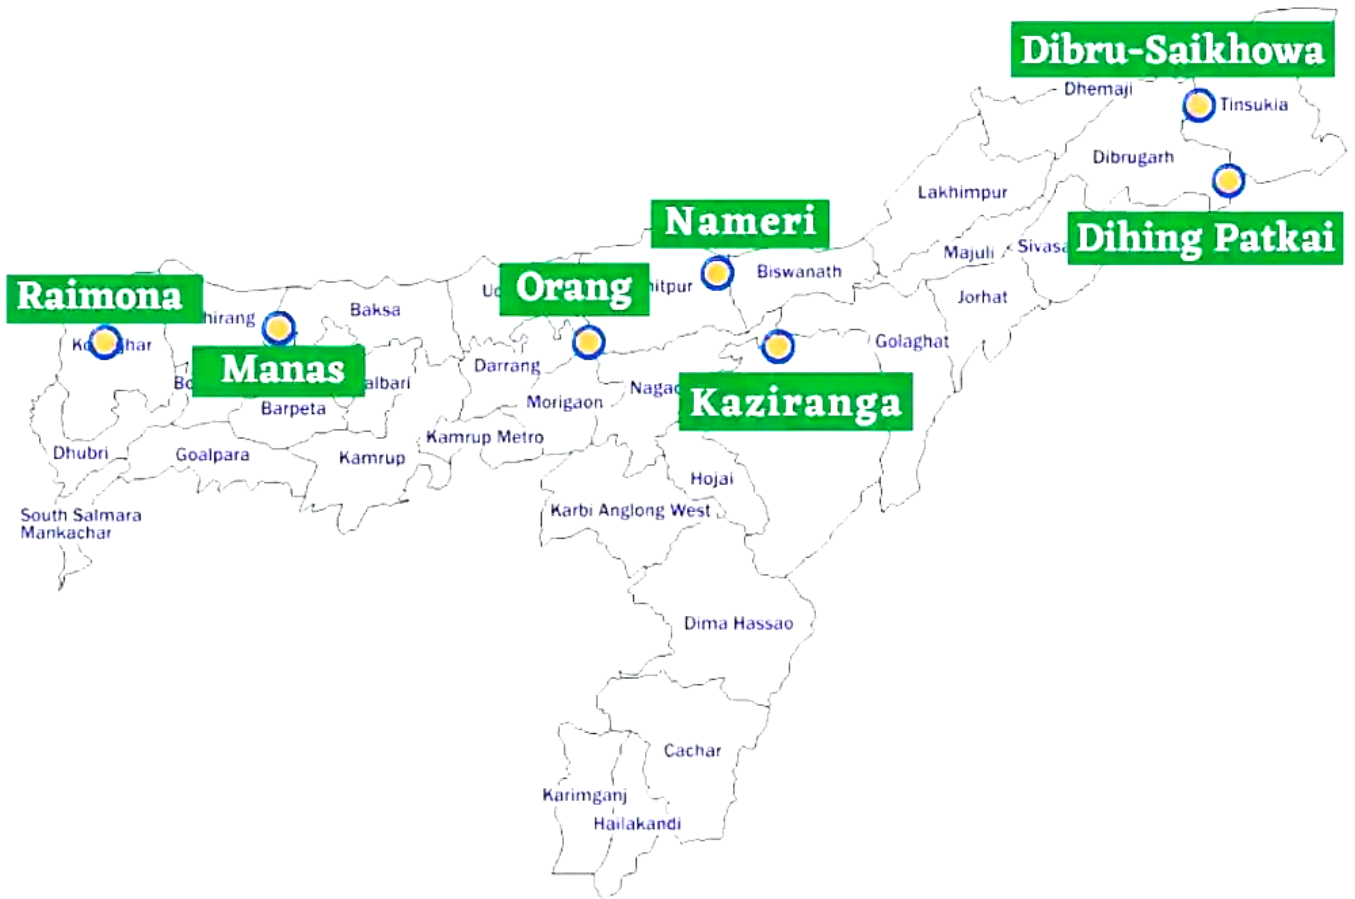 Dibru-Saikhowa
Dhemaji
Tinsukia
Dibrugarh
Lakhimpur
Nameri
Dihing Patkai
Majuli
Sivasa
Biswanath
Orang
Raimona
Baksa
Jorhat
Golaghat
Manas
Darrang
Barpeta
Morigaon
Kaziranga
Kamrup Metro
Dhubri
Goalpara
Kamrup
Hojai
Karbi Anglong West
South Salmara
Mankachar
Dima Hassao
Cachar
Karimganj
Hailakandi